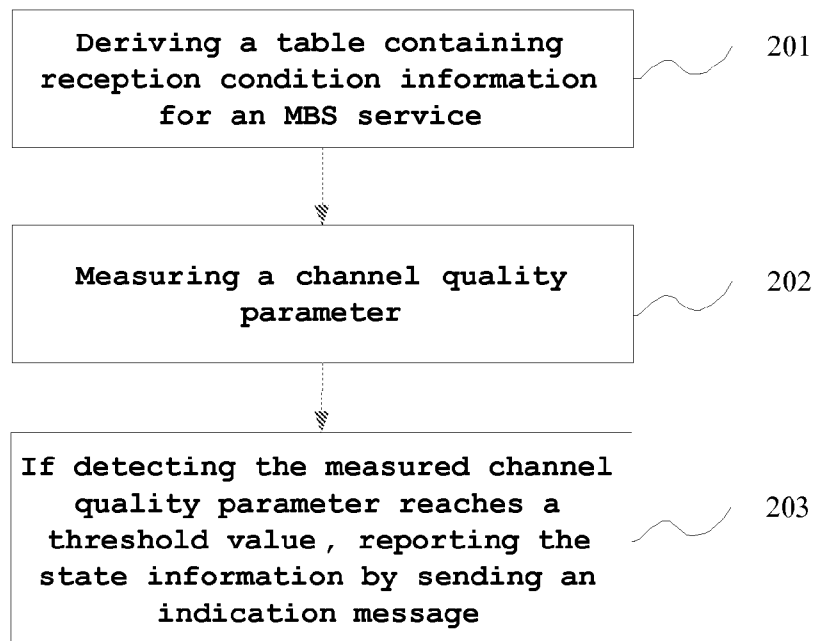 Deriving a table containing
reception condition information
for an MBS service
201
Measuring a channel quality
parameter
202
If detecting the measured channel
quality parameter reaches a
threshold value, reporting the
state information by sending an
indication message
203